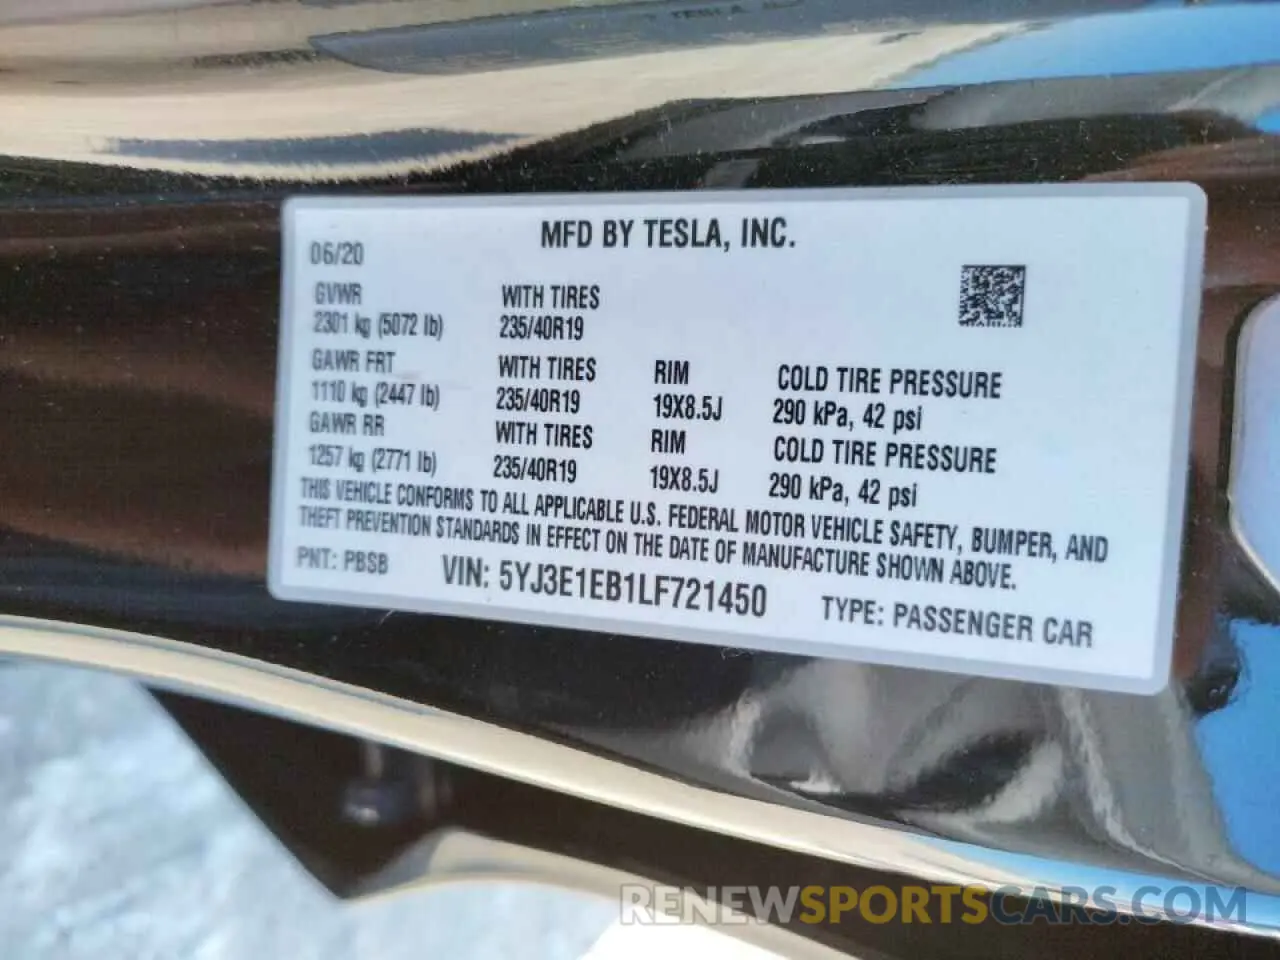 MFD BY TESLA, INC.
06/20
GVWR WITH TIRES
2301 kg (5072 lb) 235/40R19
GAWR FRT WITH TIRES RIM COLD TIRE PRESSURE
1110 kg (2447 lb) 235/40R19 19X8.5J 290 kPa, 42 psi
GAWR RR WITH TIRES RIM COLD TIRE PRESSURE
1257 kg (2771 lb) 235/40R19 19X8.5J 290 kPa, 42 psi
THIS VEHICLE CONFORMS TO ALL APPLICABLE U.S. FEDERAL MOTOR VEHICLE SAFETY, BUMPER, AND
THEFT PREVENTION STANDARDS IN EFFECT ON THE DATE OF MANUFACTURE SHOWN ABOVE.
PNT: PBSB VIN: 5YJ3E1EB1LF721450 TYPE: PASSENGER CAR
RENEWSPORTSCARS.COM